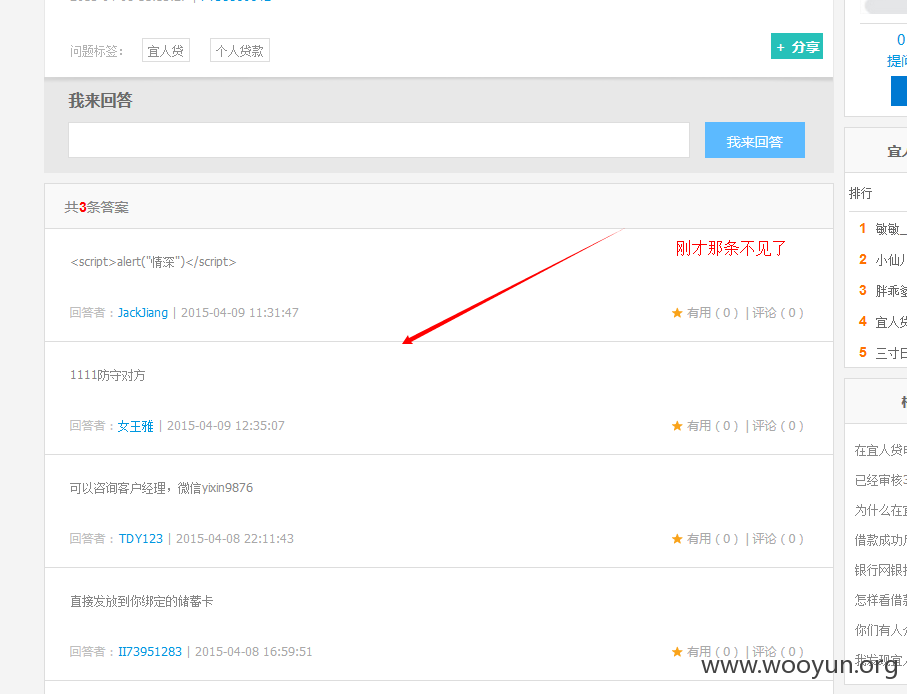 问题标签：
宜人贷
个人贷款
+ 分享
我来回答
我来回答
共3条答案
<script>alert("情深")</script>
刚才那条不见了
回答者：JackJiang | 2015-04-09 11:31:47
★ 有用 ( 0 ) | 评论 ( 0 )
1111防守对方
回答者：女王雅 | 2015-04-09 12:35:07
★ 有用 ( 0 ) | 评论 ( 0 )
可以咨询客户经理，微信yixin9876
回答者：TDY123 | 2015-04-08 22:11:43
★ 有用 ( 0 ) | 评论 ( 0 )
直接发放到你绑定的储蓄卡
回答者：II73951283 | 2015-04-08 16:59:51
★ 有用 ( 0 ) | 评论 ( 0 )
0
提问
宜人
排行
1 敏敏_
2 小仙儿
3 胖乖
4 宜人贷
5 三寸日
在宜人贷
已经审核
为什么在宜
借款成功
银行网银
怎样看借款
你们有人
我发现宜人
www.wooyun.org